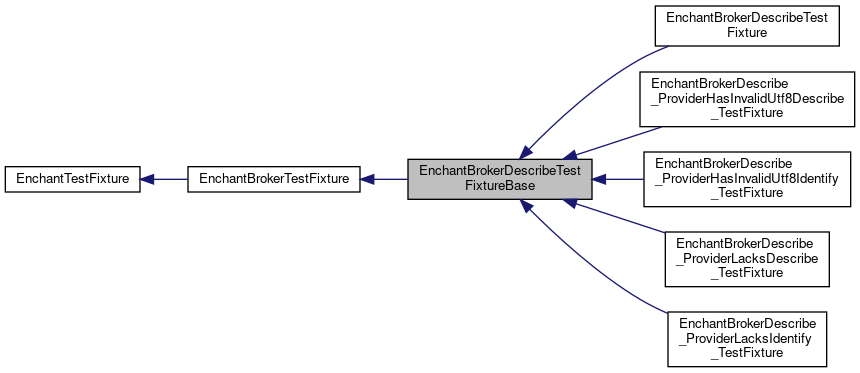 EnchantBrokerDescribeTest
Fixture
EnchantBrokerDescribe
_ProviderHasInvalidUtf8Describe
_TestFixture
EnchantTestFixture
EnchantBrokerTestFixture
EnchantBrokerDescribeTest
FixtureBase
EnchantBrokerDescribe
_ProviderHasInvalidUtf8Identify
_TestFixture
EnchantBrokerDescribe
_ProviderLacksDescribe
_TestFixture
EnchantBrokerDescribe
_ProviderLacksIdentify
_TestFixture